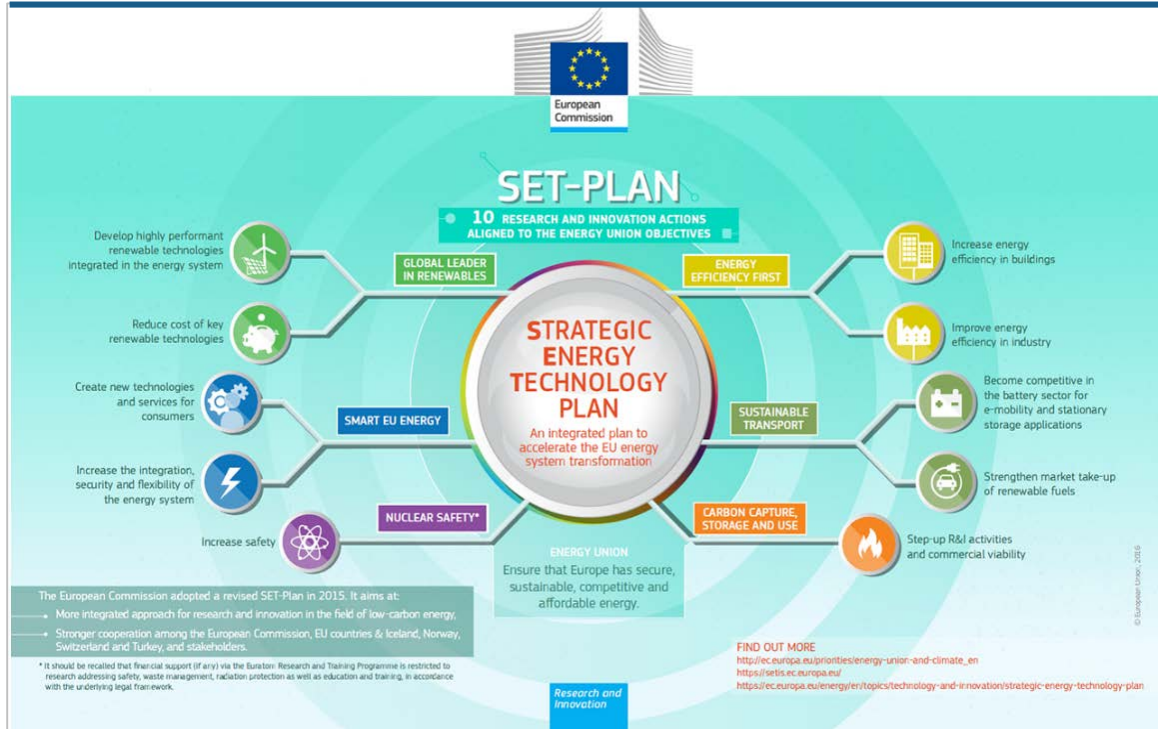 European
Commission
SET-PLAN
10 RESEARCH AND INNOVATION ACTIONS
ALIGNED TO THE ENERGY UNION OBJECTIVES
GLOBAL LEADER
IN RENEWABLES
Develop highly performant
renewable technologies
integrated in the energy system
Reduce cost of key
renewable technologies
SMART EU ENERGY
Create new technologies
and services for
consumers
Increase the integration,
security and flexibility of
the energy system
NUCLEAR SAFETY*
Increase safety
STRATEGIC
ENERGY
TECHNOLOGY
PLAN
An integrated plan to
accelerate the EU energy
system transformation
ENERGY
EFFICIENCY FIRST
Increase energy
efficiency in buildings
Improve energy
efficiency in industry
SUSTAINABLE
TRANSPORT
Become competitive in
the battery sector for
e-mobility and stationary
storage applications
Strengthen market take-up
of renewable fuels
CARBON CAPTURE,
STORAGE AND USE
Step-up R&I activities
and commercial viability
ENERGY UNION
Ensure that Europe has secure,
sustainable, competitive and
affordable energy.
The European Commission adopted a revised SET-Plan in 2015. It aims at:
More integrated approach for research and innovation in the field of low-carbon energy,
Stronger cooperation among the European Commission, EU countries & Iceland, Norway,
Switzerland and Turkey, and stakeholders.
* It should be recalled that financial support (if any) via the Euratom Research and Training Programme is restricted to
research addressing safety, waste management, radiation protection as well as education and training, in accordance
with the underlying legal framework.
FIND OUT MORE
http://ec.europa.eu/priorities/energy-union-and-climate_en
https://setis.ec.europa.eu/
https://ec.europa.eu/energy/en/topics/technology-and-innovation/strategic-energy-technology-plan
© European Union, 2016
Research and
Innovation